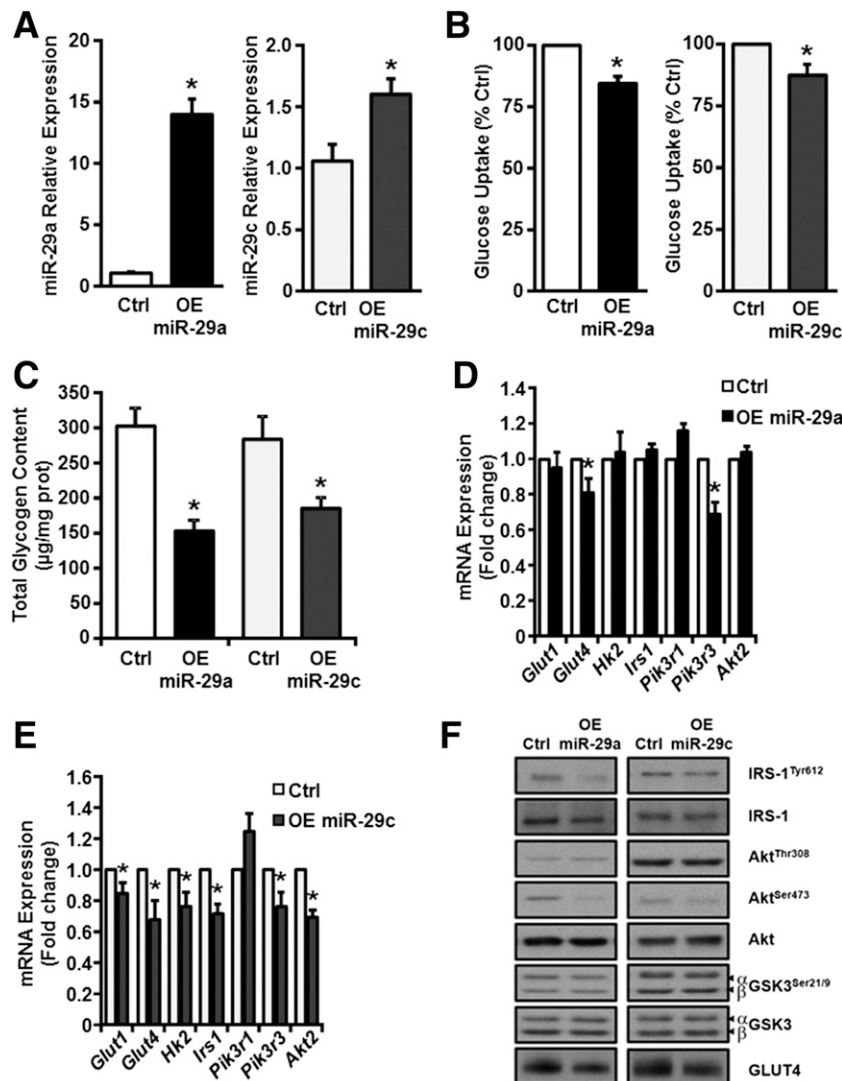 A
miR-29a Relative Expression
20
15
10
5
0
*
Ctrl
OE
miR-29a
miR-29c Relative Expression
2.0
1.5
1.0
0.5
0.0
*
Ctrl
OE
miR-29c
B
Glucose Uptake (% Ctrl)
100
75
50
25
0
*
Ctrl
OE
miR-29a
Glucose Uptake (% Ctrl)
100
75
50
25
0
*
Ctrl
OE
miR-29c
C
Total Glycogen Content
(µg/mg prot)
350
300
250
200
150
100
50
0
*
*
Ctrl
OE
miR-29a
Ctrl
OE
miR-29c
D
Ctrl
OE miR-29a
mRNA Expression
(Fold change)
1.4
1.2
1.0
0.8
0.6
0.4
0.2
0
*
*
Glut1
Glut4
Hk2
Irs1
Pik3r1
Pik3r3
Akt2
E
Ctrl
OE miR-29c
mRNA Expression
(Fold change)
1.6
1.4
1.2
1.0
0.8
0.6
0.4
0.2
0
*
*
*
*
*
*
Glut1
Glut4
Hk2
Irs1
Pik3r1
Pik3r3
Akt2
F
Ctrl
OE
miR-29a
Ctrl
OE
miR-29c
IRS-1Tyr612
IRS-1
AktThr308
AktSer473
Akt
α
β
GSK3Ser21/9
α
β
GSK3
GLUT4